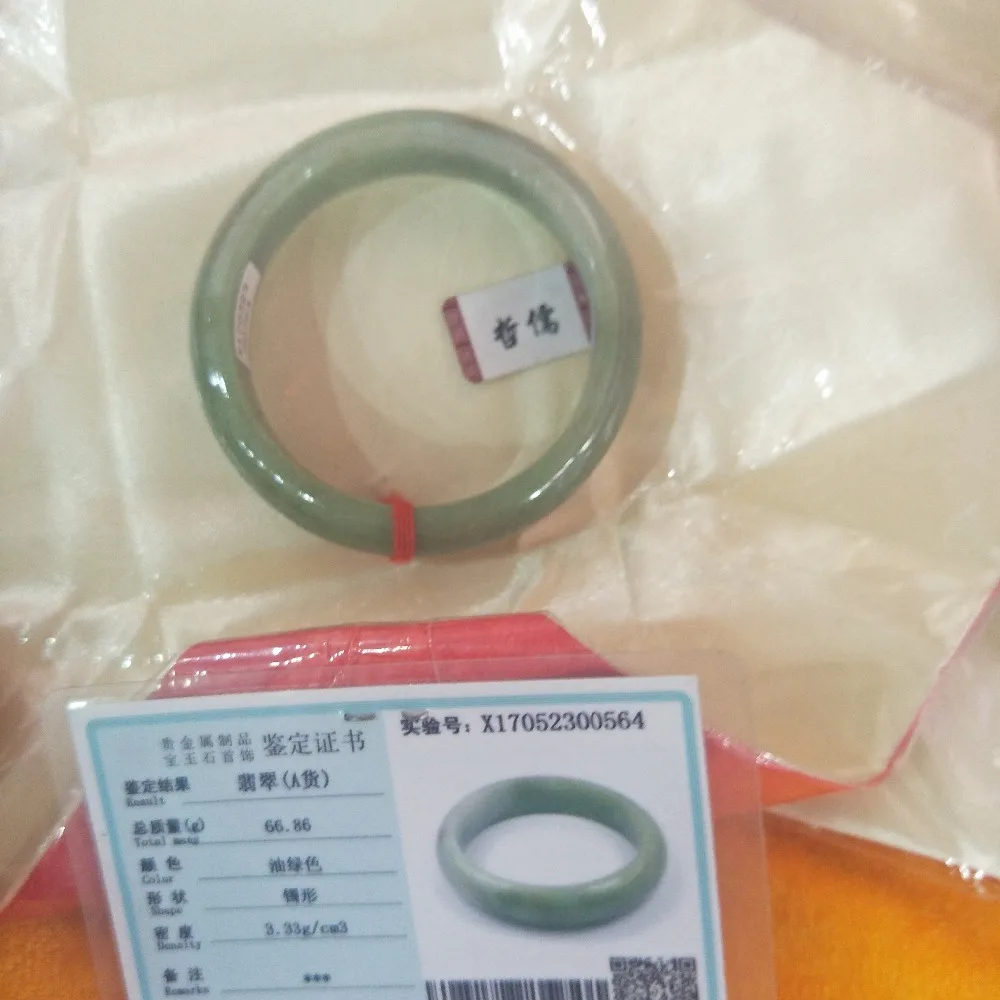 哲儒
贵金属制品
宝玉石首饰
鉴定证书
实验号: X17052300564
鉴定结果 翡翠(A货)
Result
总质量(g) 66.86
Total mang
颜色 油绿色
Color
形状 镯形
Shape
密度 3.33g/cm3
Density
备注 ***
Remarks